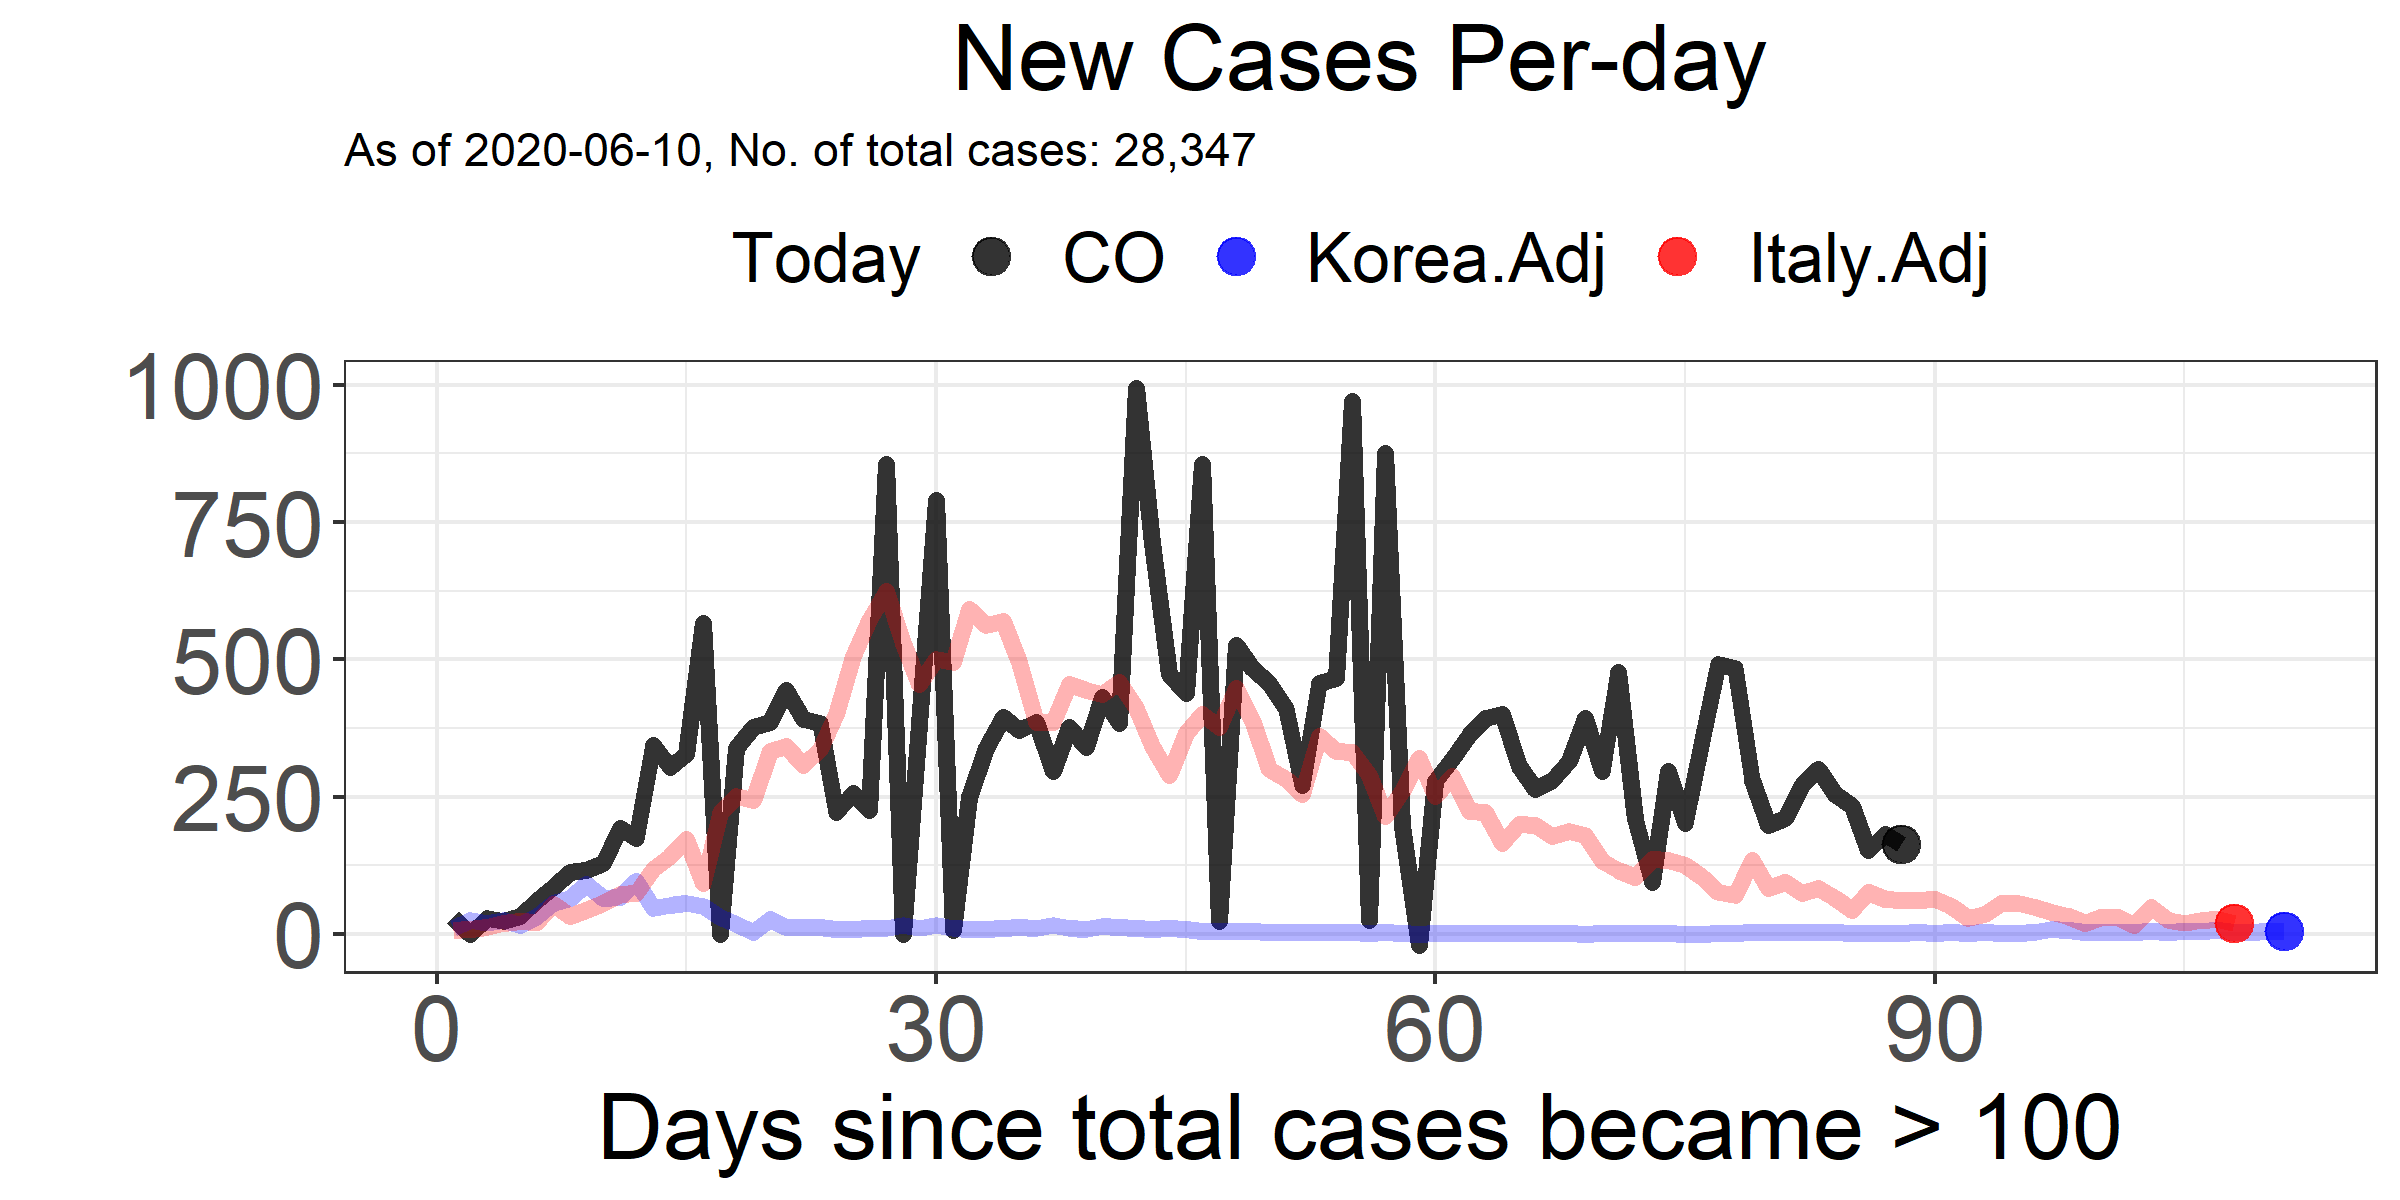 New Cases Per-day
As of 2020-06-10, No. of total cases: 28,347
Today CO Korea.Adj Italy.Adj
1000
750
500
250
0
0 30 60 90
Days since total cases became > 100